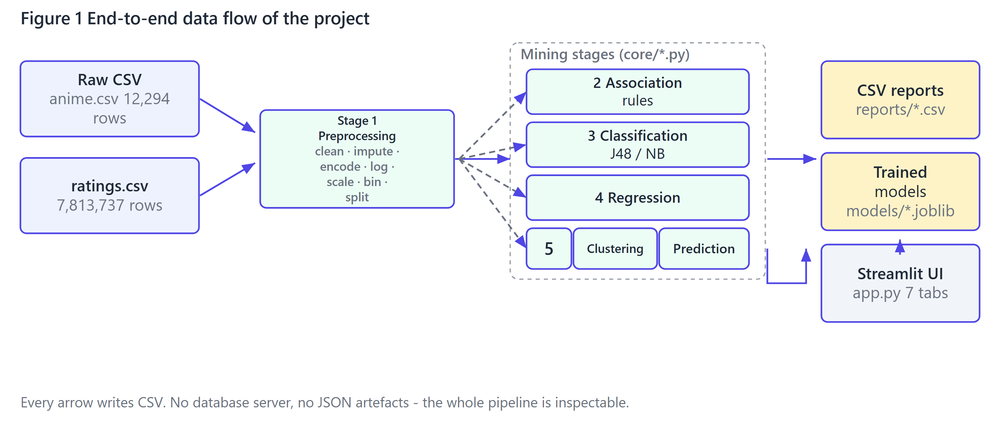 Figure 1 End-to-end data flow of the project
Raw CSV
anime.csv 12,294
rows
ratings.csv
7,813,737 rows
Stage 1
Preprocessing
clean · impute ·
encode · log ·
scale · bin ·
split
Mining stages (core/*.py)
2 Association
rules
3 Classification
J48 / NB
4 Regression
5
Clustering
Prediction
CSV reports
reports/*.csv
Trained
models
models/*.joblib
Streamlit UI
app.py 7 tabs
Every arrow writes CSV. No database server, no JSON artefacts - the whole pipeline is inspectable.